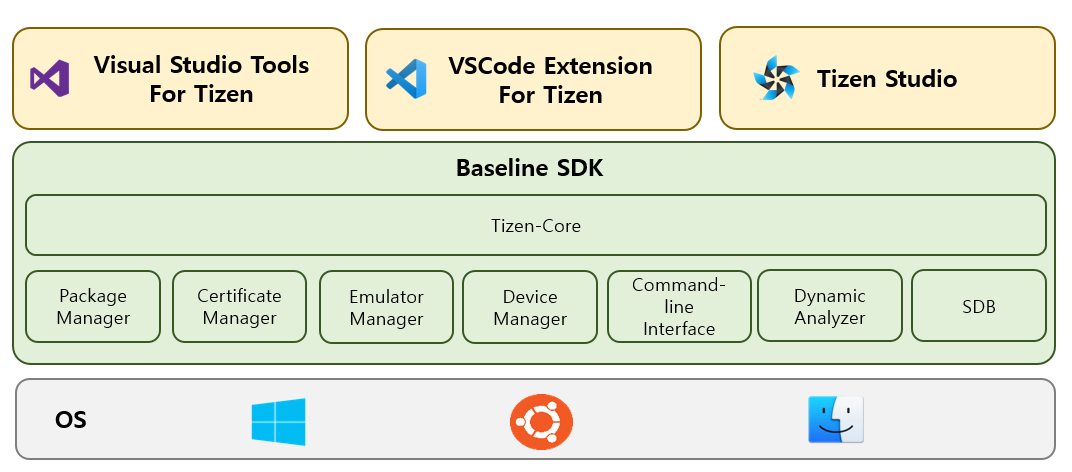 Visual Studio Tools
For Tizen
VSCode Extension
For Tizen
Tizen Studio
Baseline SDK
Tizen-Core
Package
Manager
Certificate
Manager
Emulator
Manager
Device
Manager
Command-
line
Interface
Dynamic
Analyzer
SDB
OS